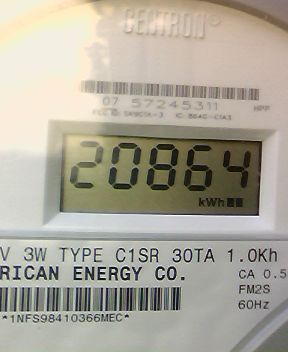 CENTRON®
07 57245311
20864
kWh
V 3W TYPE C1SR 30TA 1.0Kh
RICAN ENERGY CO.
CA 0.5
FM2S
60Hz
*1NFS98410366MEC*